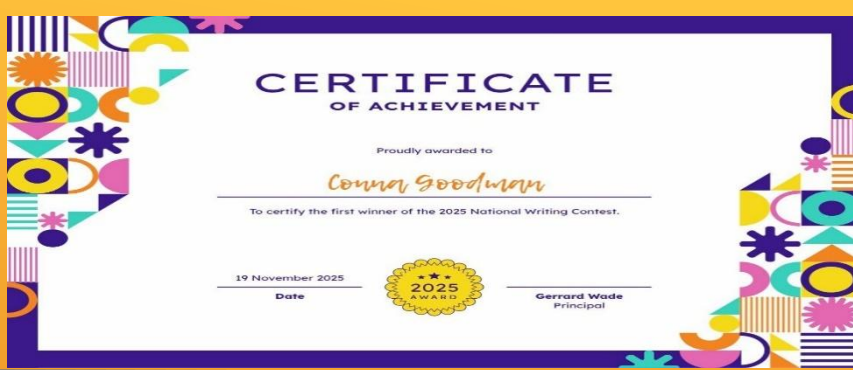 CERTIFICATE
OF ACHIEVEMENT
Proudly awarded to
Conna Goodman
To certify the first winner of the 2025 National Writing Contest.
19 November 2025
Date
2025
AWARD
Gerrard Wade
Principal